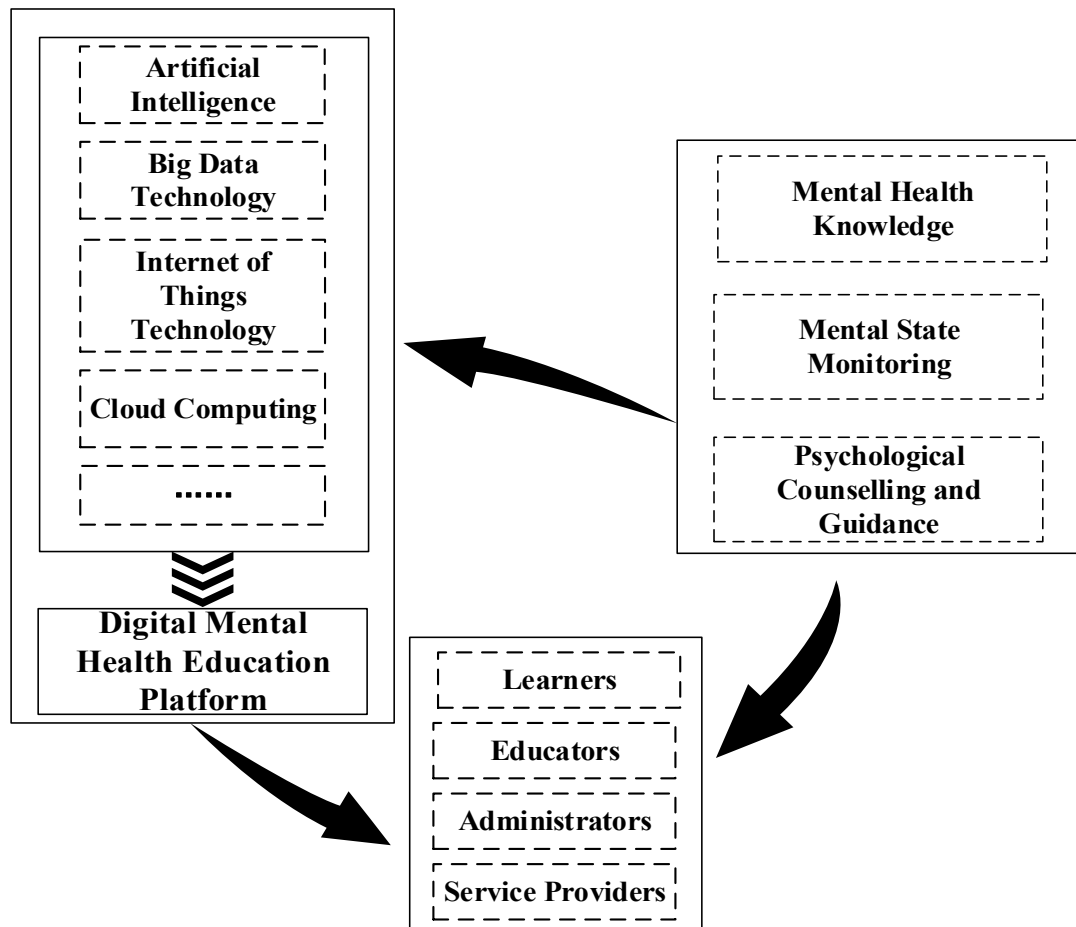 Artificial
Intelligence
Big Data
Technology
Internet of
Things
Technology
Cloud Computing
......
Digital Mental
Health Education
Platform
Mental Health
Knowledge
Mental State
Monitoring
Psychological
Counselling and
Guidance
Learners
Educators
Administrators
Service Providers